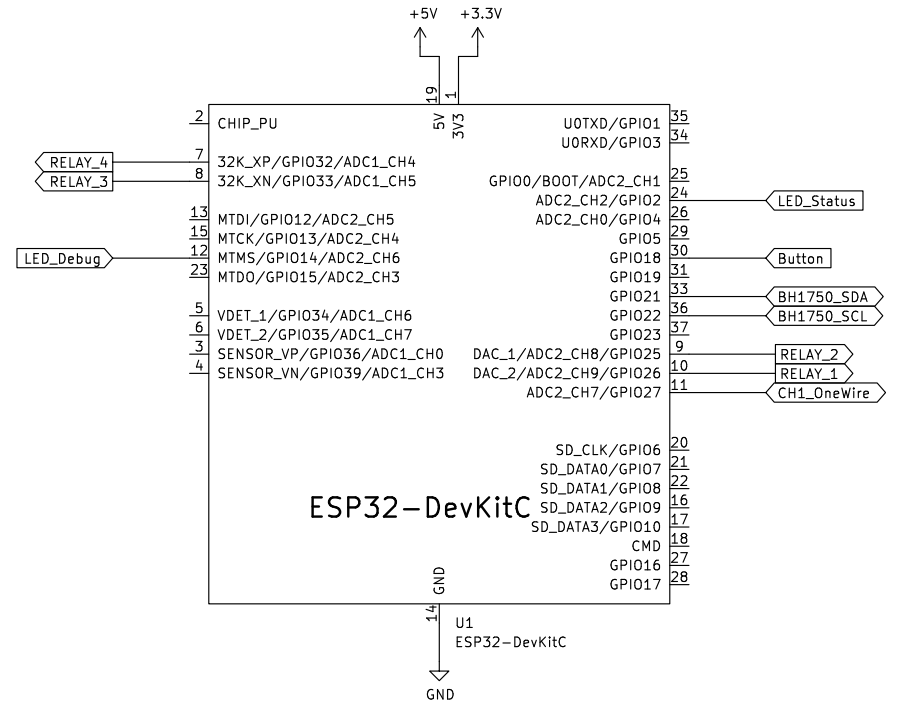 +5V
+3.3V
19
1
5V
3V3
2 CHIP_PU
RELAY_4 7 32K_XP/GPIO32/ADC1_CH4
RELAY_3 8 32K_XN/GPIO33/ADC1_CH5
13 MTDI/GPIO12/ADC2_CH5
15 MTCK/GPIO13/ADC2_CH4
LED_Debug 12 MTMS/GPIO14/ADC2_CH6
23 MTDO/GPIO15/ADC2_CH3
5 VDET_1/GPIO34/ADC1_CH6
6 VDET_2/GPIO35/ADC1_CH7
3 SENSOR_VP/GPIO36/ADC1_CH0
4 SENSOR_VN/GPIO39/ADC1_CH3
U0TXD/GPIO1 35
U0RXD/GPIO3 34
GPIO0/BOOT/ADC2_CH1 25
ADC2_CH2/GPIO2 24 LED_Status
ADC2_CH0/GPIO4 26
GPIO5 29
GPIO18 30 Button
GPIO19 31
GPIO21 33 BH1750_SDA
GPIO22 36 BH1750_SCL
GPIO23 37
DAC_1/ADC2_CH8/GPIO25 9 RELAY_2
DAC_2/ADC2_CH9/GPIO26 10 RELAY_1
ADC2_CH7/GPIO27 11 CH1_OneWire
SD_CLK/GPIO6 20
SD_DATA0/GPIO7 21
SD_DATA1/GPIO8 22
SD_DATA2/GPIO9 16
SD_DATA3/GPIO10 17
CMD 18
GPIO16 27
GPIO17 28
ESP32-DevKitC
GND
14
U1
ESP32-DevKitC
GND